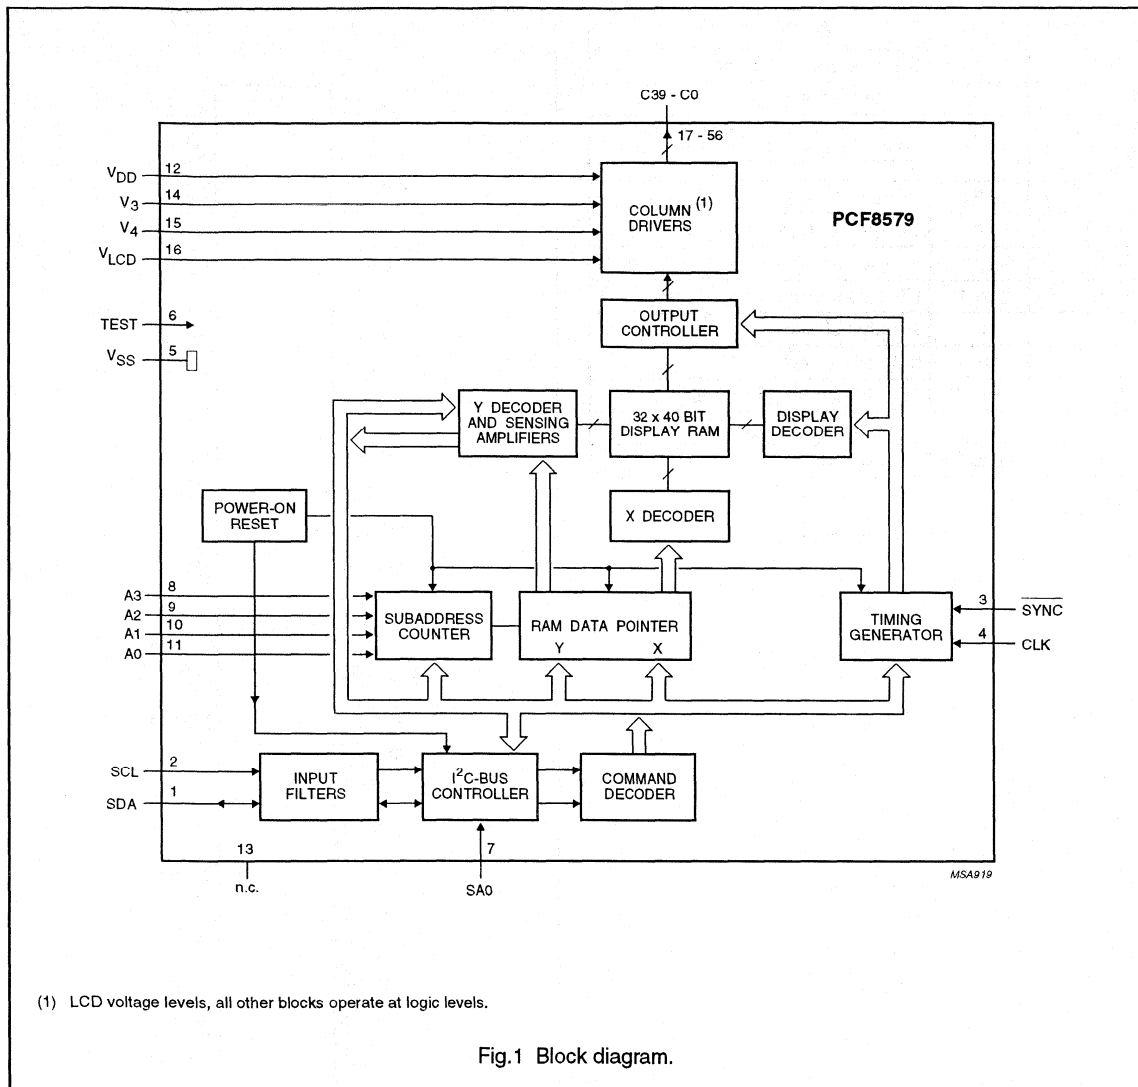 C39 - C0
17 - 56
V_DD 12
V_3 14
V_4 15
V_LCD 16
COLUMN (1)
DRIVERS
PCF8579
TEST 6
V_SS 5
OUTPUT
CONTROLLER
Y DECODER
AND SENSING
AMPLIFIERS
32 x 40 BIT
DISPLAY RAM
DISPLAY
DECODER
POWER-ON
RESET
X DECODER
A3 8
A2 9
A1 10
A0 11
SUBADDRESS
COUNTER
RAM DATA POINTER
Y X
TIMING
GENERATOR
3 SYNC
4 CLK
SCL 2
SDA 1
INPUT
FILTERS
I²C-BUS
CONTROLLER
COMMAND
DECODER
13
n.c.
7
SA0
MSA919
(1) LCD voltage levels, all other blocks operate at logic levels.
Fig.1 Block diagram.